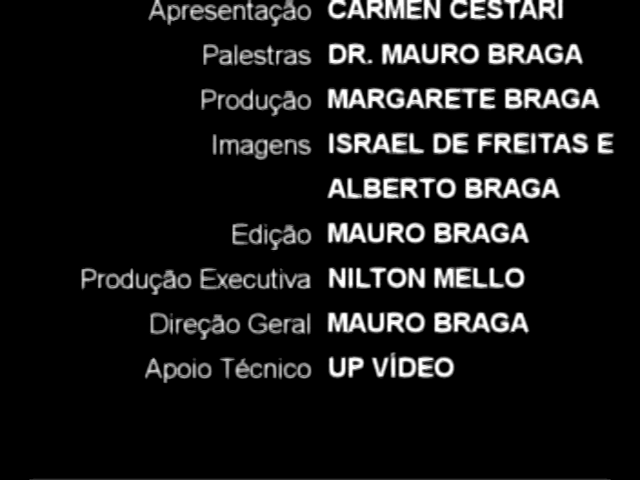 Apresentação CARMEN CESTARI
Palestras DR. MAURO BRAGA
Produção MARGARETE BRAGA
Imagens ISRAEL DE FREITAS E
ALBERTO BRAGA
Edição MAURO BRAGA
Produção Executiva NILTON MELLO
Direção Geral MAURO BRAGA
Apoio Técnico UP VÍDEO